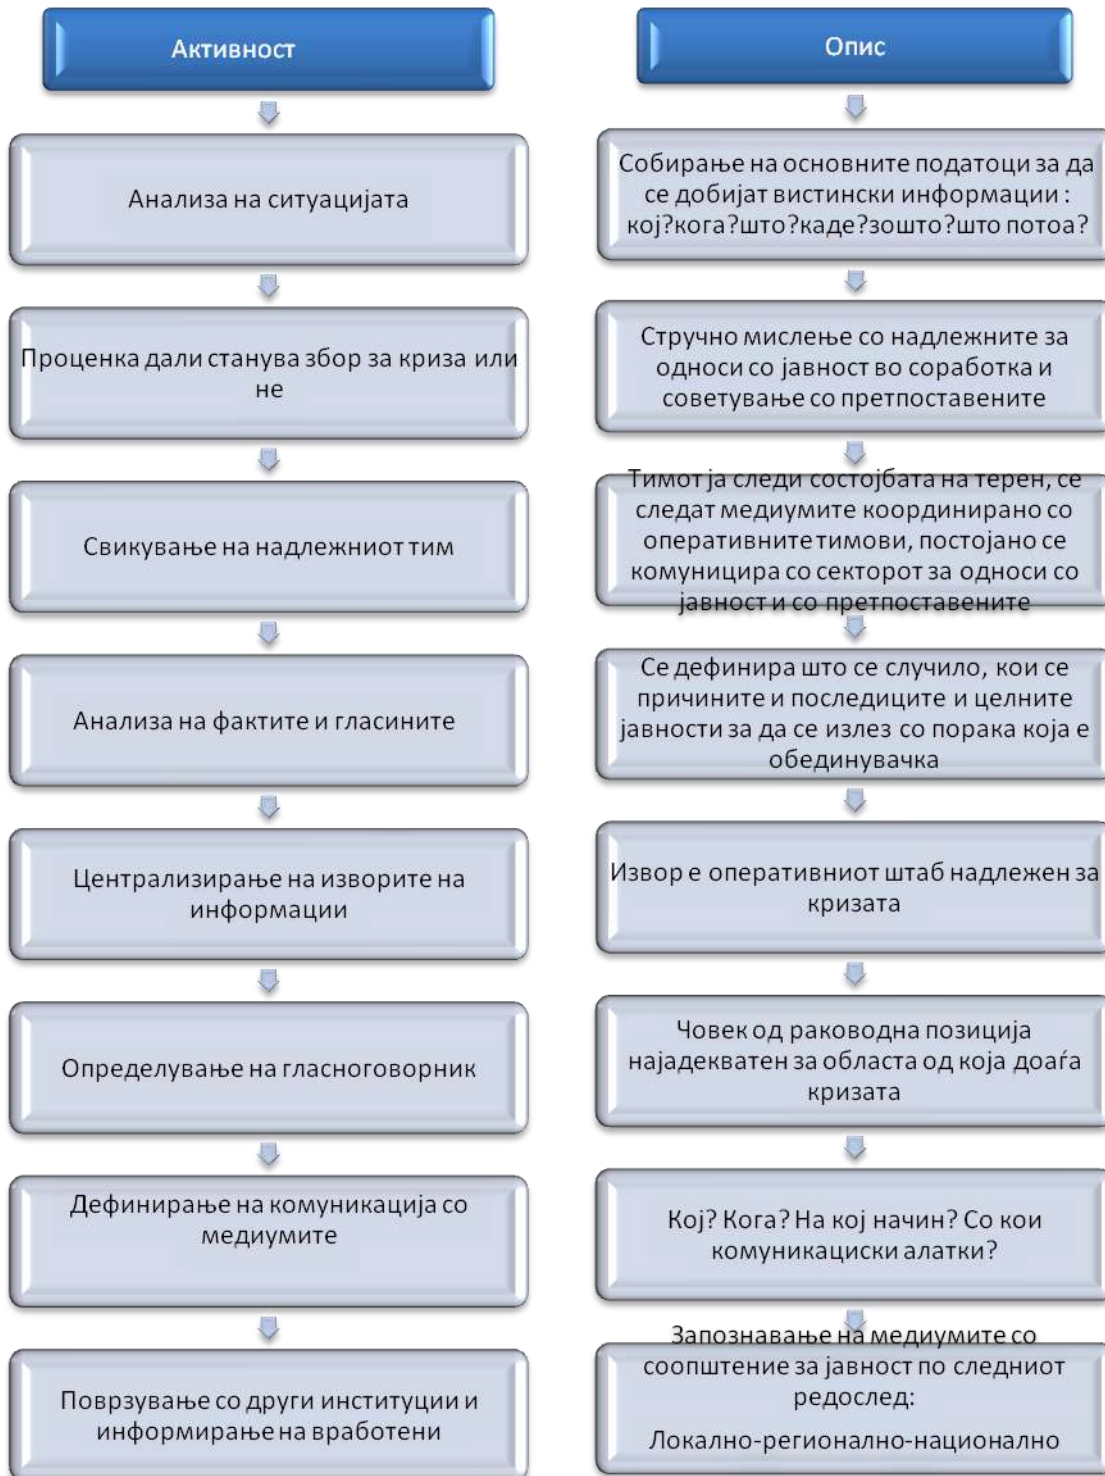 Активност
Анализа на ситуацијата
Проценка дали станува збор за криза или
не
Свикување на надлежниот тим
Анализа на фактите и гласините
Централизирање на изворите на
информации
Определување на гласноговорник
Дефинирање на комуникација со
медиумите
Поврзување со други институции и
информирање на вработени
Опис
Собирање на основните податоци за да
се добијат вистински информации :
кој?кога?што?каде?зошто?што потоа?
Стручно мислење со надлежните за
односи со јавност во соработка и
советување со претпоставените
Тимот ја следи состојбата на терен, се
следат медиумите координирано со
оперативните тимови, постојано се
комуницира со секторот за односи со
јавност и со претпоставените
Се дефинира што се случило, кои се
причините и последиците и целните
јавности за да се излез со порака која е
обединувачка
Извор е оперативниот штаб надлежен за
кризата
Човек од раководна позиција
најадекватен за областа од која доаѓа
кризата
Кој? Кога? На кој начин? Со кои
комуникациски алатки?
Запознавање на медиумите со
соопштение за јавност по следниот
редослед:
Локално-регионално-национално